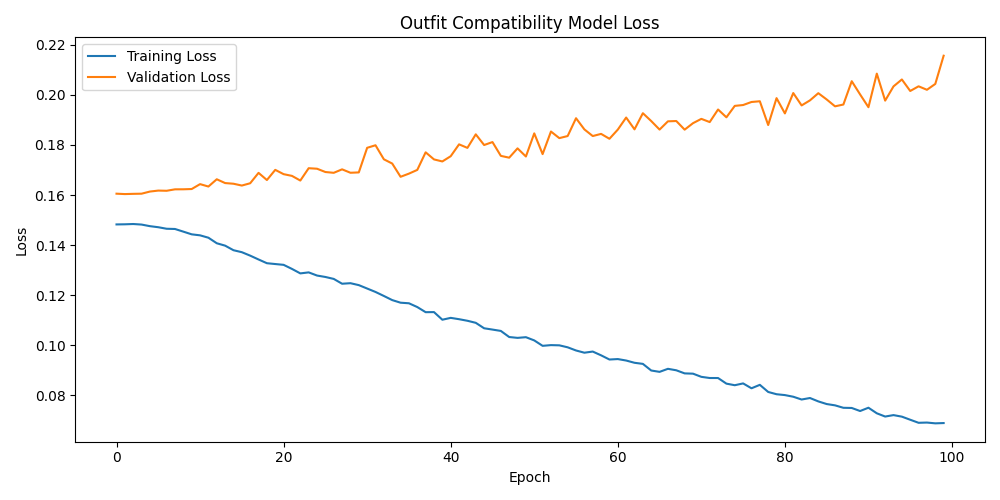 Outfit Compatibility Model Loss
Training Loss
Validation Loss
0.22
0.20
0.18
0.16
0.14
0.12
0.10
0.08
Loss
0 20 40 60 80 100
Epoch